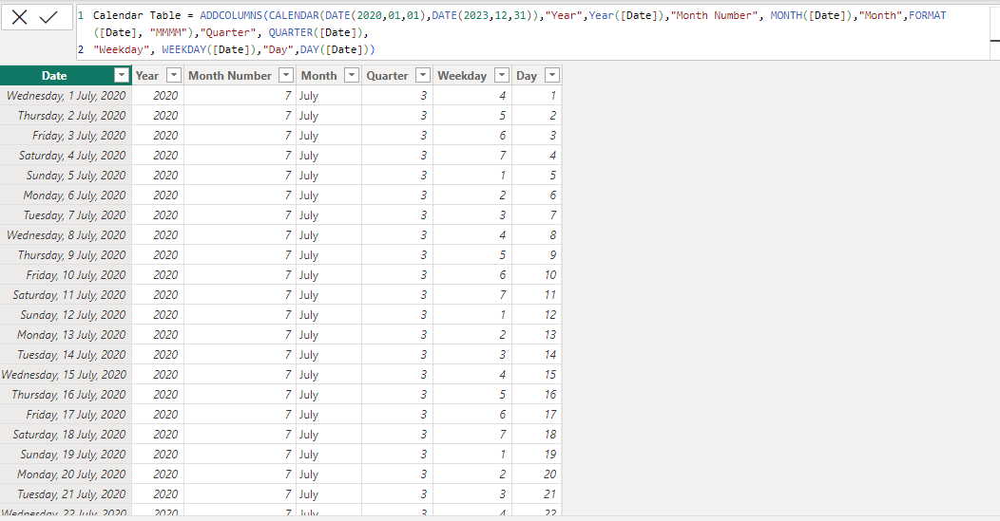 1 Calendar Table = ADDCOLUMNS(CALENDAR(DATE(2020,01,01),DATE(2023,12,31)),"Year",Year([Date]),"Month Number", MONTH([Date]),"Month",FORMAT
([Date], "MMMM"),"Quarter", QUARTER([Date]),
2 "Weekday", WEEKDAY([Date]),"Day",DAY([Date]))
Date Year Month Number Month Quarter Weekday Day
Wednesday, 1 July, 2020 2020 7 July 3 4 1
Thursday, 2 July, 2020 2020 7 July 3 5 2
Friday, 3 July, 2020 2020 7 July 3 6 3
Saturday, 4 July, 2020 2020 7 July 3 7 4
Sunday, 5 July, 2020 2020 7 July 3 1 5
Monday, 6 July, 2020 2020 7 July 3 2 6
Tuesday, 7 July, 2020 2020 7 July 3 3 7
Wednesday, 8 July, 2020 2020 7 July 3 4 8
Thursday, 9 July, 2020 2020 7 July 3 5 9
Friday, 10 July, 2020 2020 7 July 3 6 10
Saturday, 11 July, 2020 2020 7 July 3 7 11
Sunday, 12 July, 2020 2020 7 July 3 1 12
Monday, 13 July, 2020 2020 7 July 3 2 13
Tuesday, 14 July, 2020 2020 7 July 3 3 14
Wednesday, 15 July, 2020 2020 7 July 3 4 15
Thursday, 16 July, 2020 2020 7 July 3 5 16
Friday, 17 July, 2020 2020 7 July 3 6 17
Saturday, 18 July, 2020 2020 7 July 3 7 18
Sunday, 19 July, 2020 2020 7 July 3 1 19
Monday, 20 July, 2020 2020 7 July 3 2 20
Tuesday, 21 July, 2020 2020 7 July 3 3 21
Wednesday, 22 July, 2020 2020 7 July 3 4 22